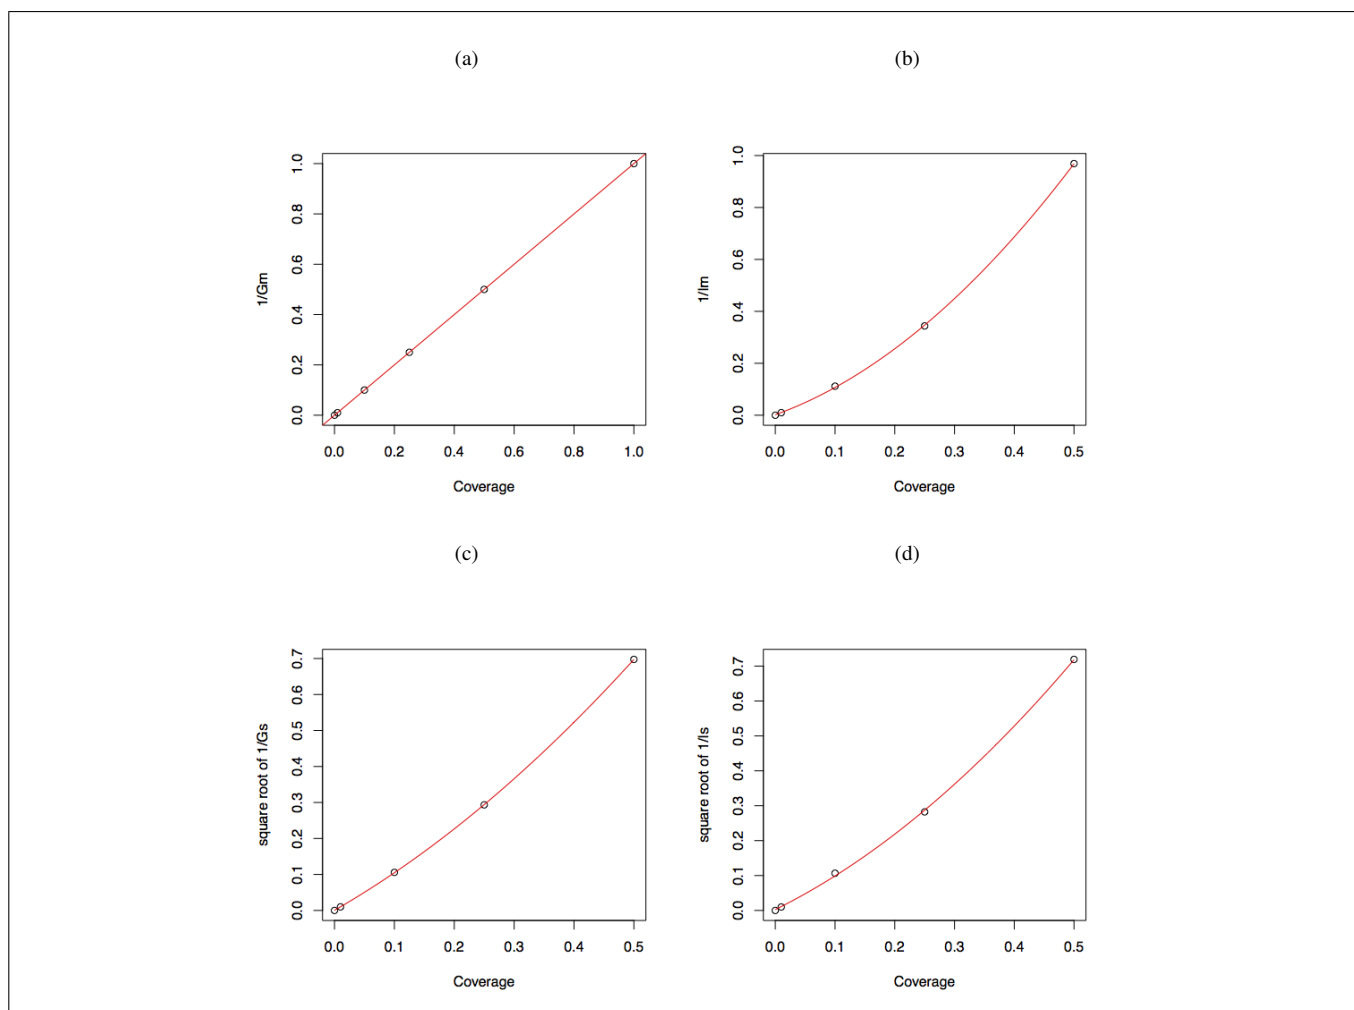 (a)
(b)
1/Gm
0.0 0.2 0.4 0.6 0.8 1.0
0.0 0.2 0.4 0.6 0.8 1.0
Coverage
1/Im
0.0 0.2 0.4 0.6 0.8 1.0
0.0 0.1 0.2 0.3 0.4 0.5
Coverage
(c)
(d)
square root of 1/Gs
0.0 0.1 0.2 0.3 0.4 0.5 0.6 0.7
0.0 0.1 0.2 0.3 0.4 0.5
Coverage
square root of 1/Is
0.0 0.1 0.2 0.3 0.4 0.5 0.6 0.7
0.0 0.1 0.2 0.3 0.4 0.5
Coverage